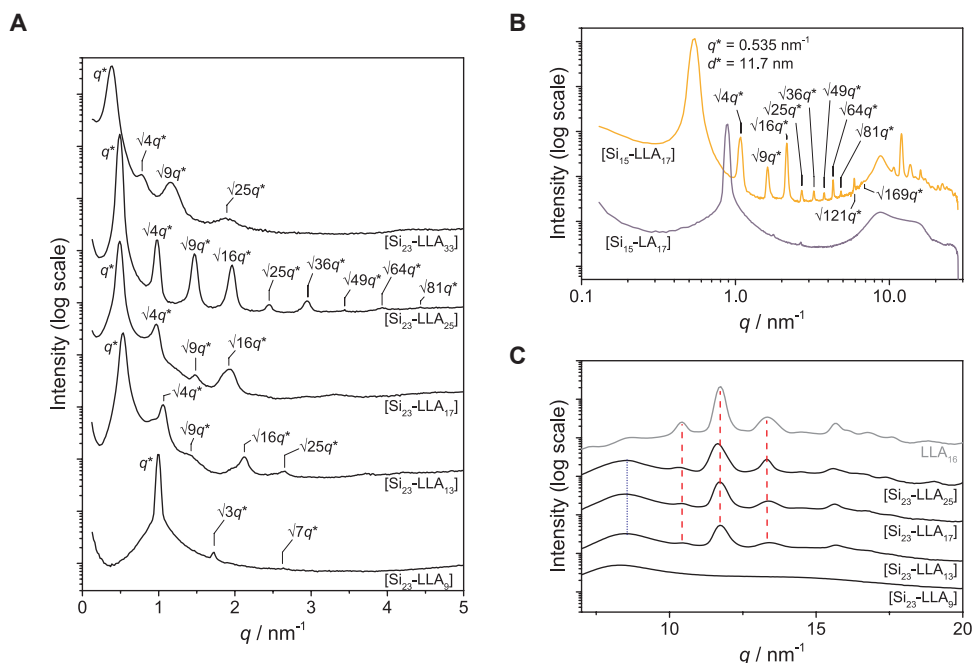 A
q*
√4q*
√9q*
√25q*
[Si₂₃-LLA₃₃]
q*
√4q*
√9q*
√16q*
√25q*
√36q*
√49q*
√64q*
√81q*
[Si₂₃-LLA₂₅]
q*
√4q*
√9q*
√16q*
[Si₂₃-LLA₁₇]
q*
√4q*
√9q*
√16q*
√25q*
[Si₂₃-LLA₁₃]
q*
√3q*
√7q*
[Si₂₃-LLA₉]
Intensity (log scale)
0 1 2 3 4 5
q / nm⁻¹
B
q* = 0.535 nm⁻¹
d* = 11.7 nm
√4q*
√9q*
√16q*
√25q*
√36q*
√49q*
√64q*
√81q*
√121q*
√169q*
[Si₁₅-LLA₁₇]
[Si₁₅-LA₁₇]
Intensity (log scale)
0.1 1.0 10.0
q / nm⁻¹
C
LLA₁₆
[Si₂₃-LLA₂₅]
[Si₂₃-LLA₁₇]
[Si₂₃-LLA₁₃]
[Si₂₃-LLA₉]
Intensity (log scale)
10 15 20
q / nm⁻¹